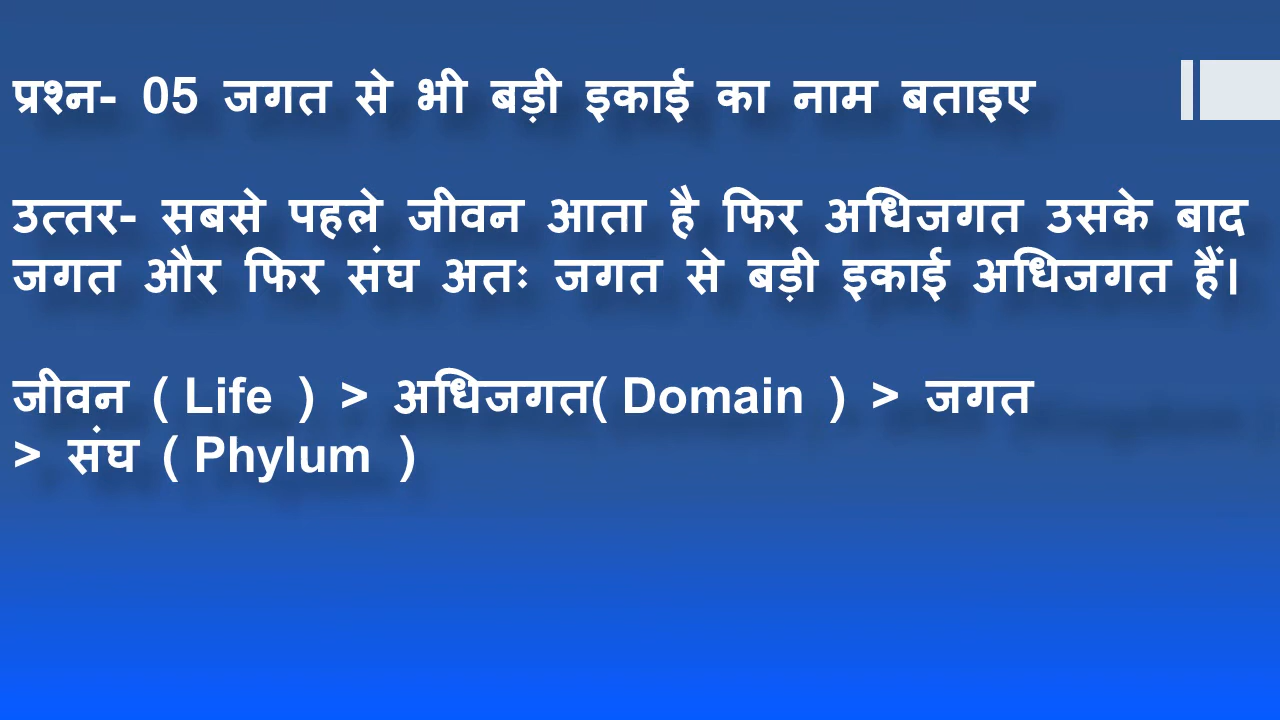 प्रश्न- 05 जगत से भी बड़ी इकाई का नाम बताइए
उत्तर- सबसे पहले जीवन आता है फिर अधिजगत उसके बाद
जगत और फिर संघ अतः जगत से बड़ी इकाई अधिजगत हैं।
जीवन ( Life ) > अधिजगत( Domain ) > जगत
> संघ ( Phylum )